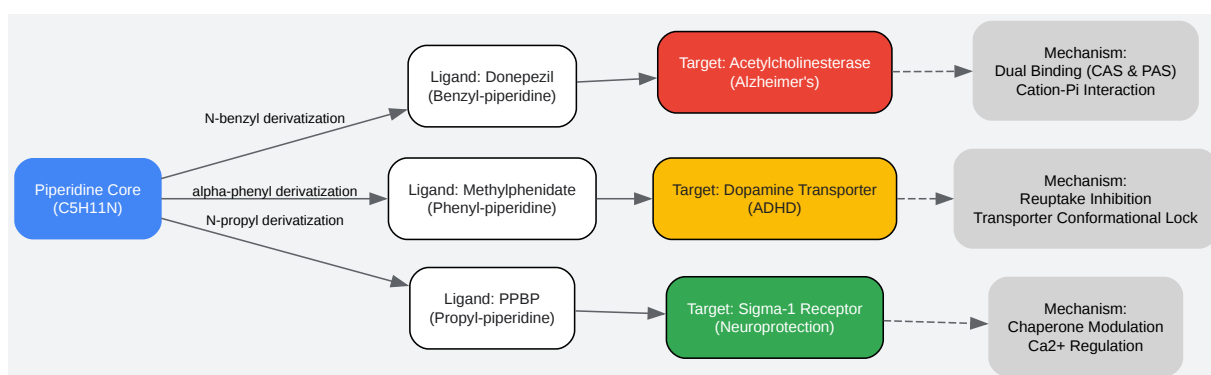 Piperidine Core
(C5H11N)
N-benzyl derivatization
alpha-phenyl derivatization
N-propyl derivatization
Ligand: Donepezil
(Benzyl-piperidine)
Ligand: Methylphenidate
(Phenyl-piperidine)
Ligand: PPBP
(Propyl-piperidine)
Target: Acetylcholinesterase
(Alzheimer's)
Target: Dopamine Transporter
(ADHD)
Target: Sigma-1 Receptor
(Neuroprotection)
Mechanism:
Dual Binding (CAS & PAS)
Cation-Pi Interaction
Mechanism:
Reuptake Inhibition
Transporter Conformational Lock
Mechanism:
Chaperone Modulation
Ca2+ Regulation